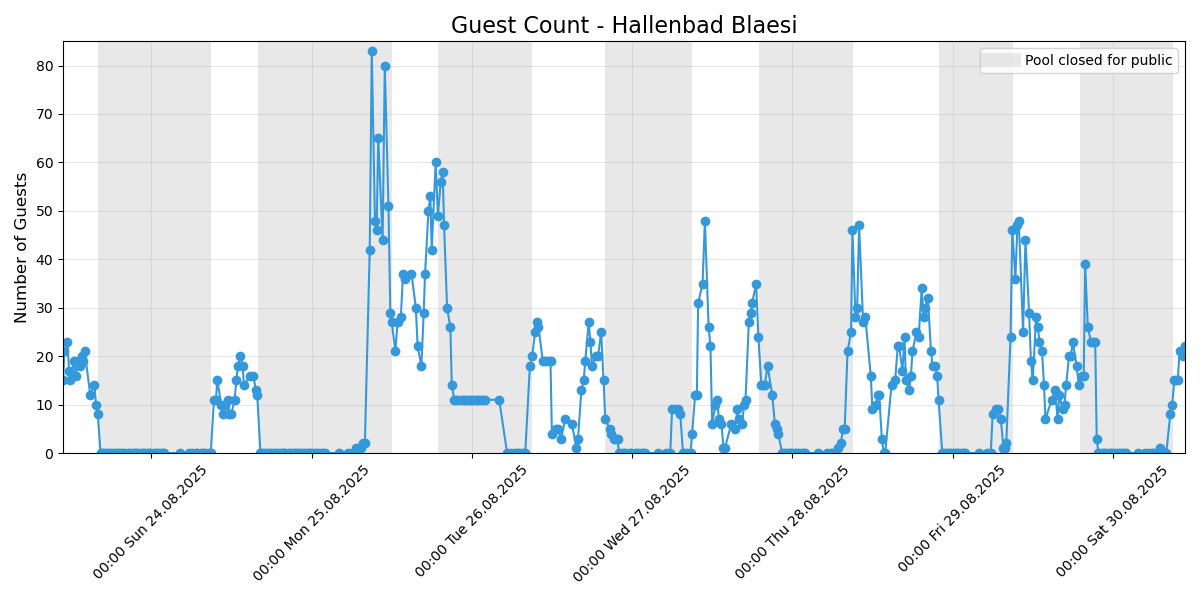 Guest Count - Hallenbad Blaesi
Pool closed for public
Number of Guests
80
70
60
50
40
30
20
10
0
00:00 Sun 24.08.2025
00:00 Mon 25.08.2025
00:00 Tue 26.08.2025
00:00 Wed 27.08.2025
00:00 Thu 28.08.2025
00:00 Fri 29.08.2025
00:00 Sat 30.08.2025